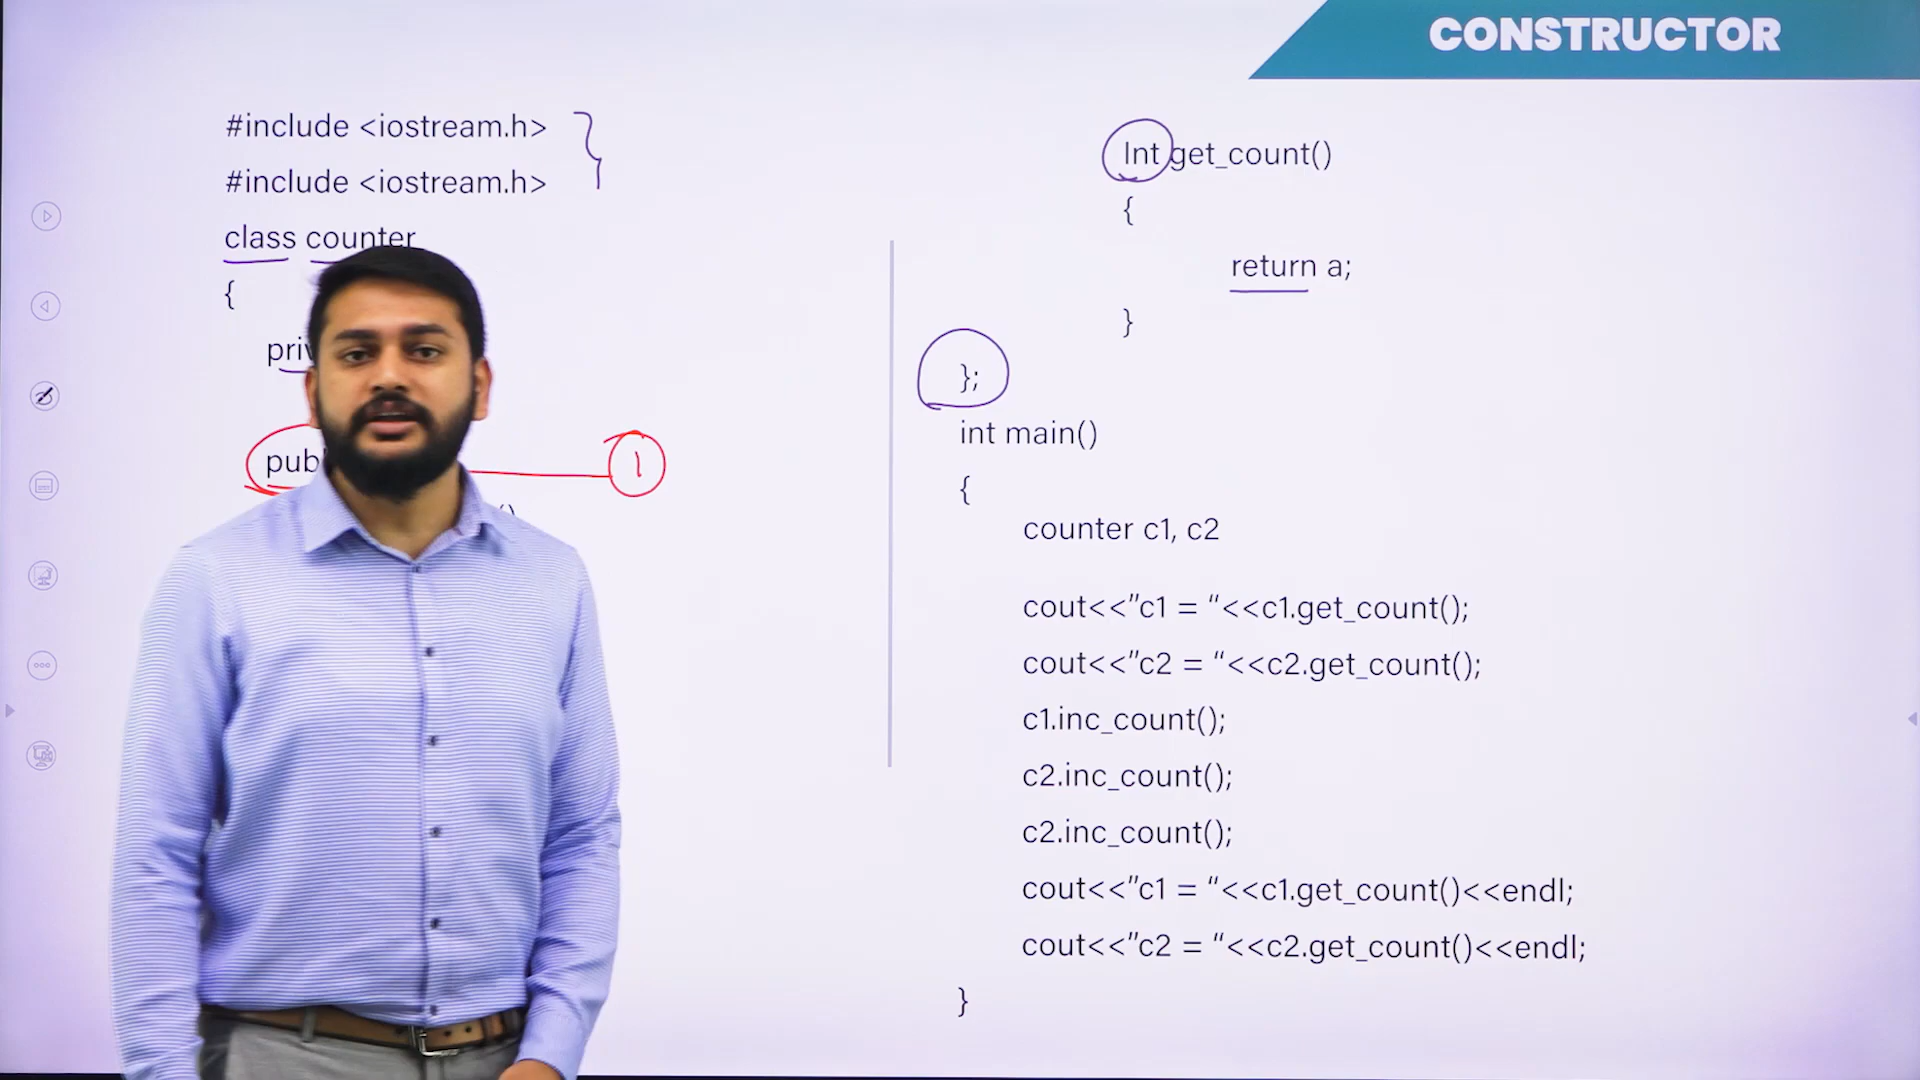 CONSTRUCTOR
#include <iostream.h>
#include <iostream.h>
class counter
{
()
1
Int get_count()
{
return a;
}
};
int main()
{
counter c1, c2
cout<<”c1 = “<<c1.get_count();
cout<<”c2 = “<<c2.get_count();
c1.inc_count();
c2.inc_count();
c2.inc_count();
cout<<”c1 = “<<c1.get_count()<<endl;
cout<<”c2 = “<<c2.get_count()<<endl;
}